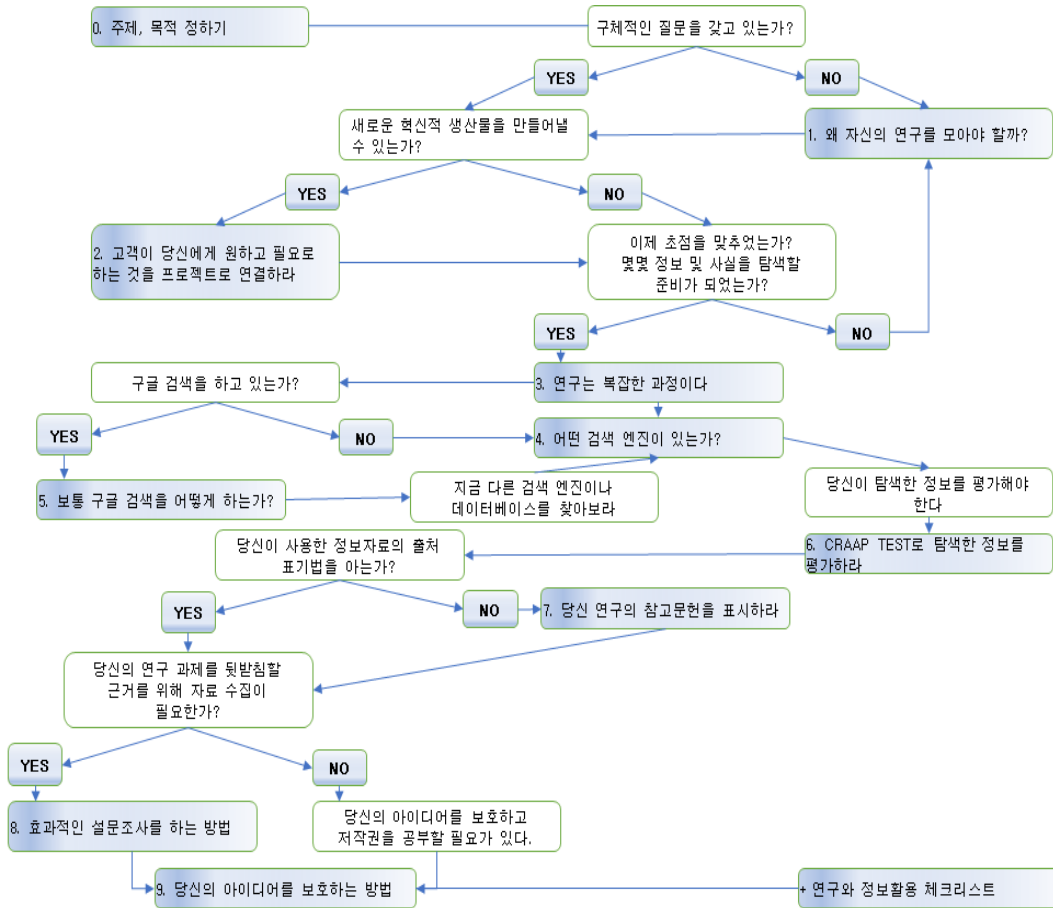 0. 주제, 목적 정하기
구체적인 질문을 갖고 있는가?
YES
NO
새로운 혁신적 생산물을 만들어낼
수 있는가?
1. 왜 자신의 연구를 모아야 할까?
YES
NO
2. 고객이 당신에게 원하고 필요로
하는 것을 프로젝트로 연결하라
이제 초점을 맞추었는가?
몇몇 정보 및 사실을 탐색할
준비가 되었는가?
YES
NO
구글 검색을 하고 있는가?
3. 연구는 복잡한 과정이다
YES
NO
4. 어떤 검색 엔진이 있는가?
5. 보통 구글 검색을 어떻게 하는가?
지금 다른 검색 엔진이나
데이터베이스를 찾아보라
당신이 탐색한 정보를 평가해야
한다
당신이 사용한 정보자료의 출처
표기법을 아는가?
6. CRAAP TEST로 탐색한 정보를
평가하라
YES
NO
7. 당신 연구의 참고문헌을 표시하라
당신의 연구 과제를 뒷받침할
근거를 위해 자료 수집이
필요한가?
YES
NO
8. 효과적인 설문조사를 하는 방법
당신의 아이디어를 보호하고
저작권을 공부할 필요가 있다.
9. 당신의 아이디어를 보호하는 방법
+ 연구와 정보활용 체크리스트